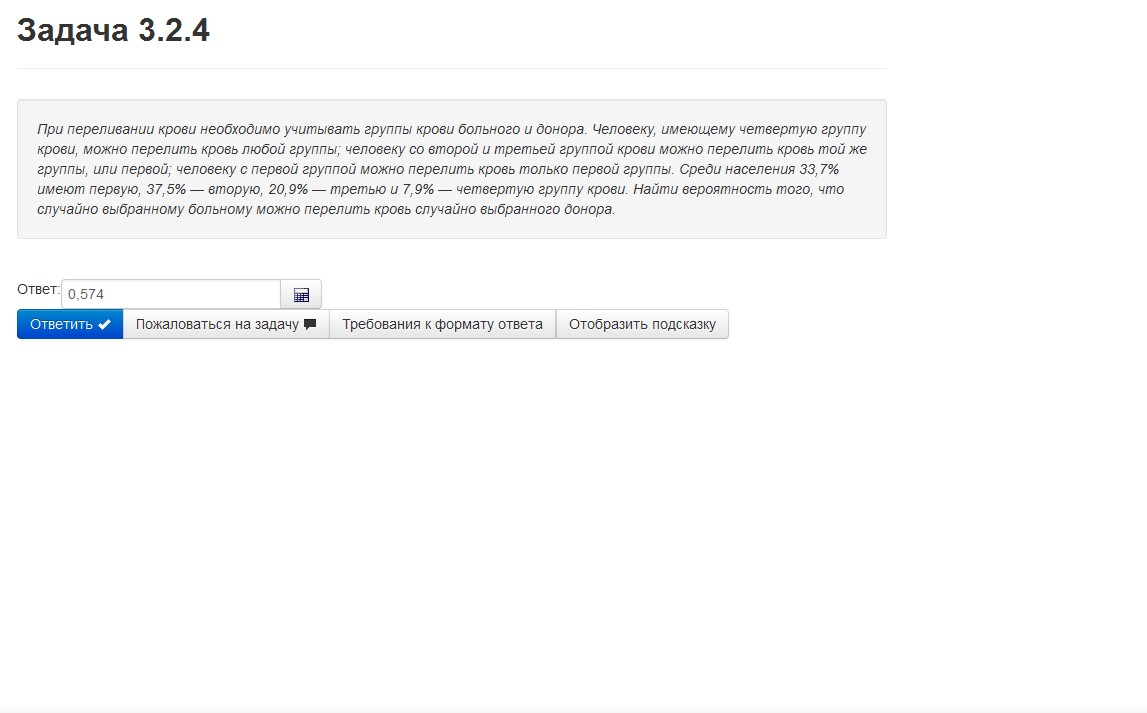 Задача 3.2.4
При переливании крови необходимо учитывать группы крови больного и донора. Человеку, имеющему четвертую группу
крови, можно перелить кровь любой группы; человеку со второй и третьей группой крови можно перелить кровь той же
группы, или первой; человеку с первой группой можно перелить кровь только первой группы. Среди населения 33,7%
имеют первую, 37,5% — вторую, 20,9% — третью и 7,9% — четвертую группу крови. Найти вероятность того, что
случайно выбранному больному можно перелить кровь случайно выбранного донора.
Ответ: 0,574
Ответить Пожаловаться на задачу Требования к формату ответа Отобразить подсказку